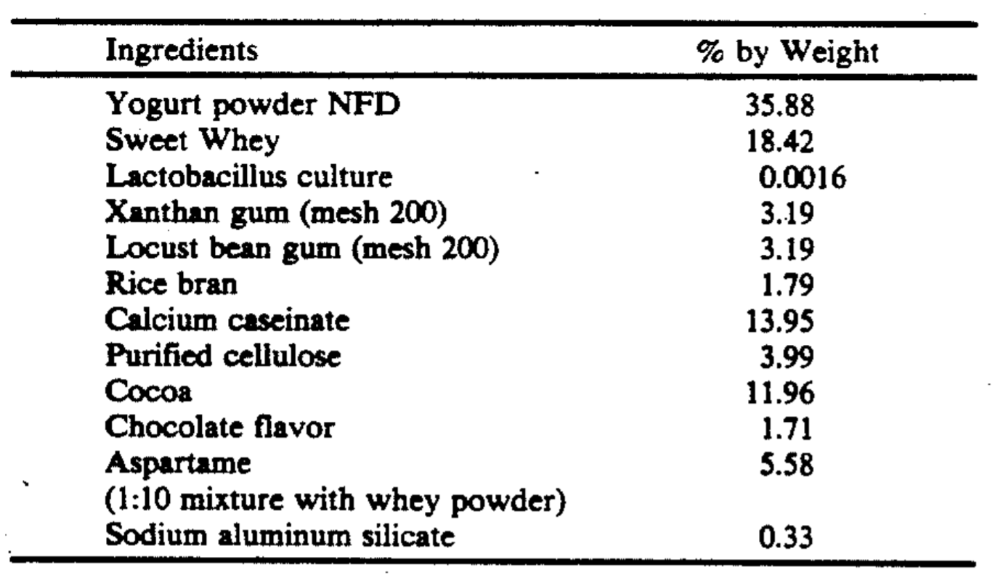 Ingredients % by Weight
Yogurt powder NFD 35.88
Sweet Whey 18.42
Lactobacillus culture 0.0016
Xanthan gum (mesh 200) 3.19
Locust bean gum (mesh 200) 3.19
Rice bran 1.79
Calcium caseinate 13.95
Purified cellulose 3.99
Cocoa 11.96
Chocolate flavor 1.71
Aspartame 5.58
(1:10 mixture with whey powder)
Sodium aluminum silicate 0.33